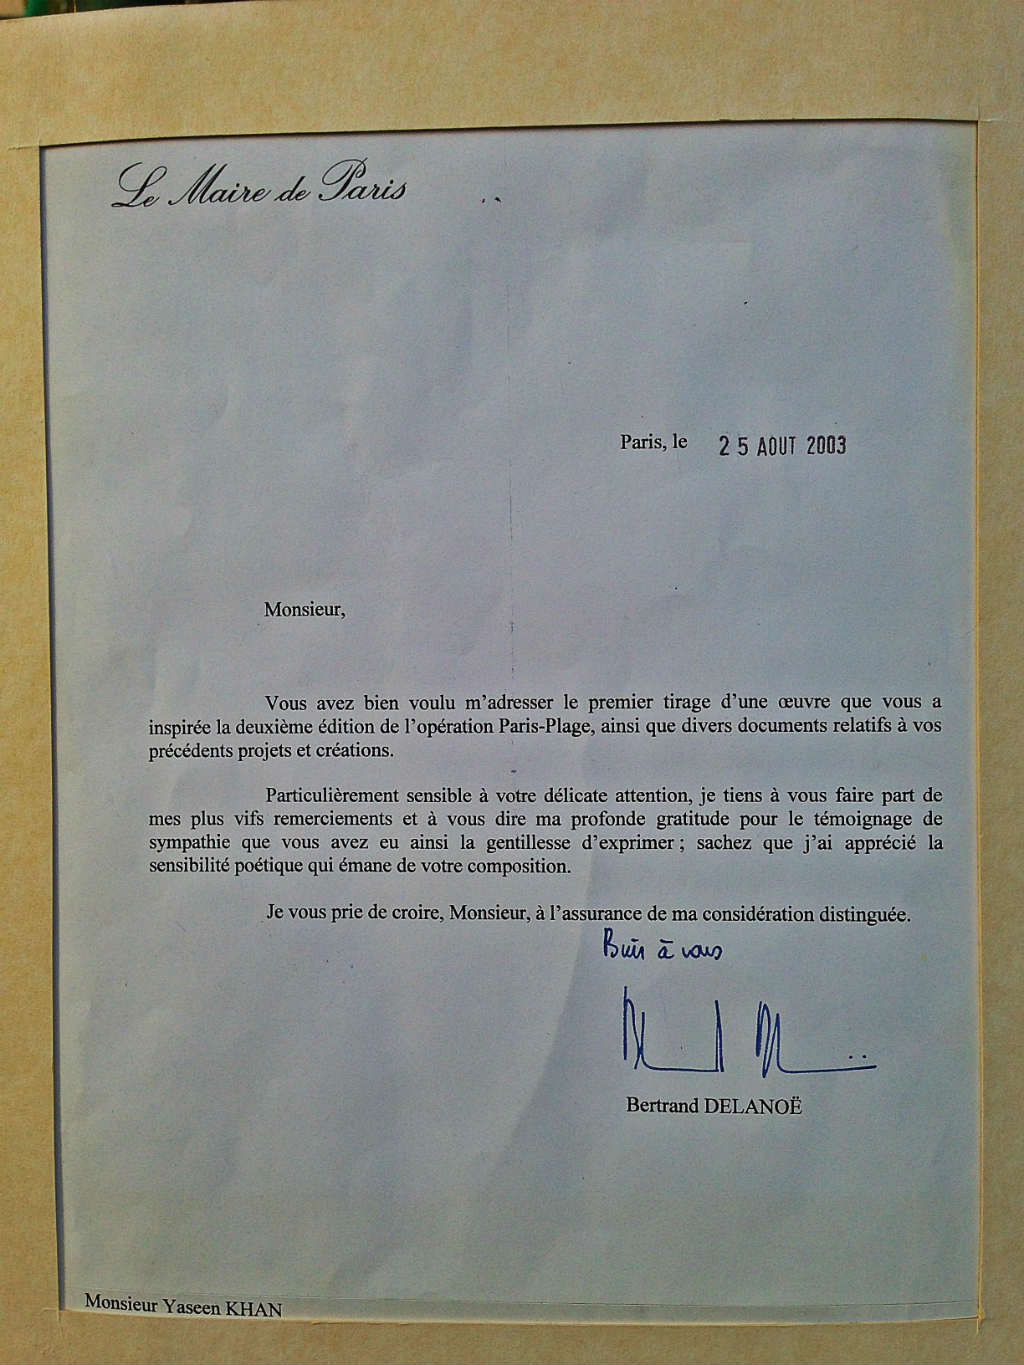 Le Maire de Paris
Paris, le 25 AOUT 2003
Monsieur,
Vous avez bien voulu m'adresser le premier tirage d'une œuvre que vous a
inspirée la deuxième édition de l'opération Paris-Plage, ainsi que divers documents relatifs à vos
précédents projets et créations.
Particulièrement sensible à votre délicate attention, je tiens à vous faire part de
mes plus vifs remerciements et à vous dire ma profonde gratitude pour le témoignage de
sympathie que vous avez eu ainsi la gentillesse d'exprimer ; sachez que j'ai apprécié la
sensibilité poétique qui émane de votre composition.
Je vous prie de croire, Monsieur, à l'assurance de ma considération distinguée.
Bien à vous
Bertrand DELANOË
Monsieur Yaseen KHAN